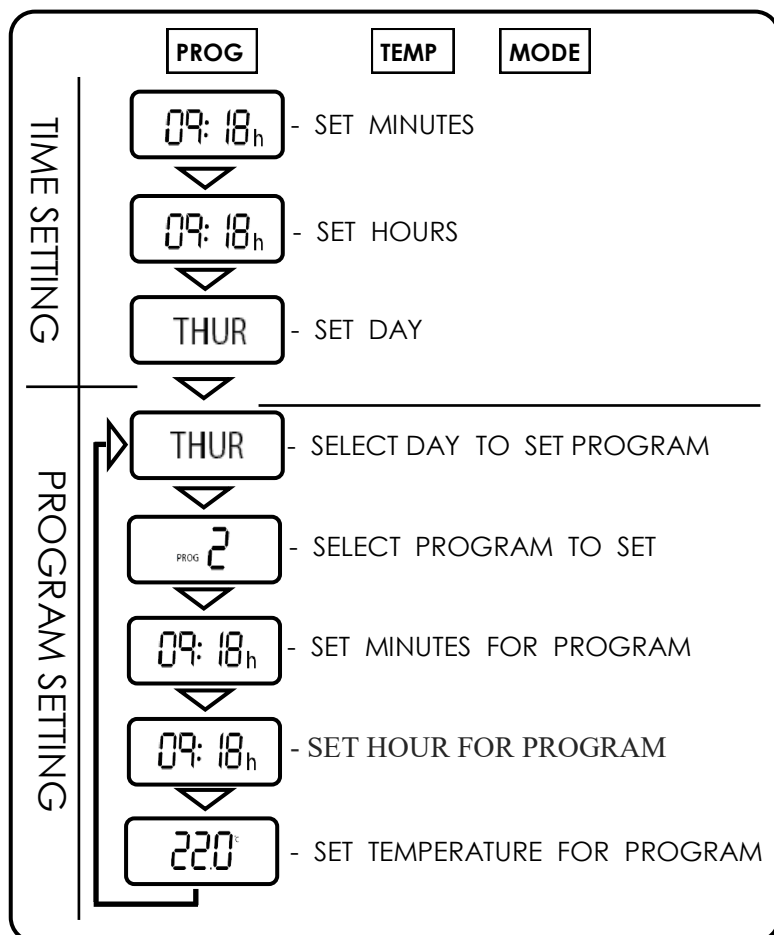 PROG TEMP MODE
TIME SETTING
09:18h - SET MINUTES
09:18h - SET HOURS
THUR - SET DAY
PROGRAM SETTING
THUR - SELECT DAY TO SET PROGRAM
PROG 2 - SELECT PROGRAM TO SET
09:18h - SET MINUTES FOR PROGRAM
09:18h - SET HOUR FOR PROGRAM
22.0°C - SET TEMPERATURE FOR PROGRAM